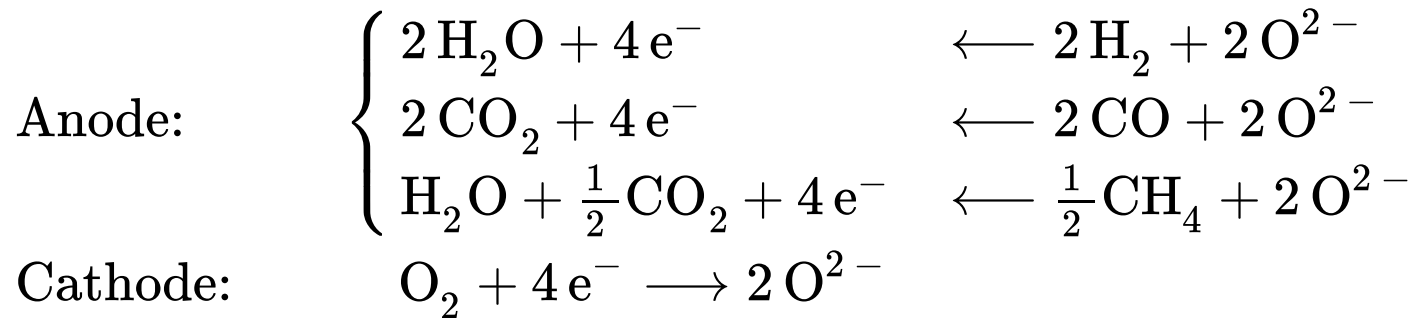 2 H₂O + 4 e⁻ ⟵ 2 H₂ + 2 O²⁻
Anode: 2 CO₂ + 4 e⁻ ⟵ 2 CO + 2 O²⁻
H₂O + ½ CO₂ + 4 e⁻ ⟵ ½ CH₄ + 2 O²⁻
Cathode: O₂ + 4 e⁻ ⟶ 2 O²⁻